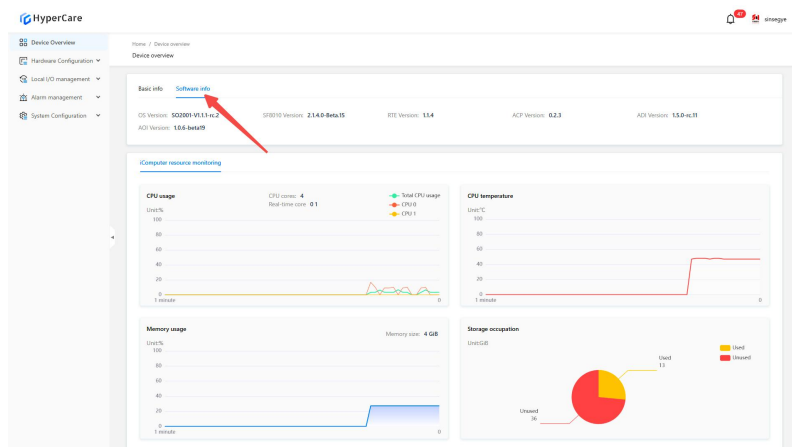 HyperCare
47
sinsegye
Device Overview
Hardware Configuration
Local I/O management
Alarm management
System Configuration
Home / Device overview
Device overview
Basic info
Software info
OS Version: SO2001-V1.1.1-rc.2
SE8010 Version: 2.1.4.0-Beta.15
RTE Version: 1.1.4
ACP Version: 0.2.3
ADI Version: 1.5.0-rc.11
AOI Version: 1.0.6-beta19
iComputer resource monitoring
CPU usage
CPU cores: 4
Real-time core 0 1
Total CPU usage
CPU 0
CPU 1
Unit:%
100
80
60
40
20
0
1 minute
0
CPU temperature
Unit:°C
100
80
60
40
20
0
1 minute
0
Memory usage
Memory size: 4 GiB
Unit:%
100
80
60
40
20
0
1 minute
0
Storage occupation
Unit:GiB
Used
Unused
Used
13
Unused
36